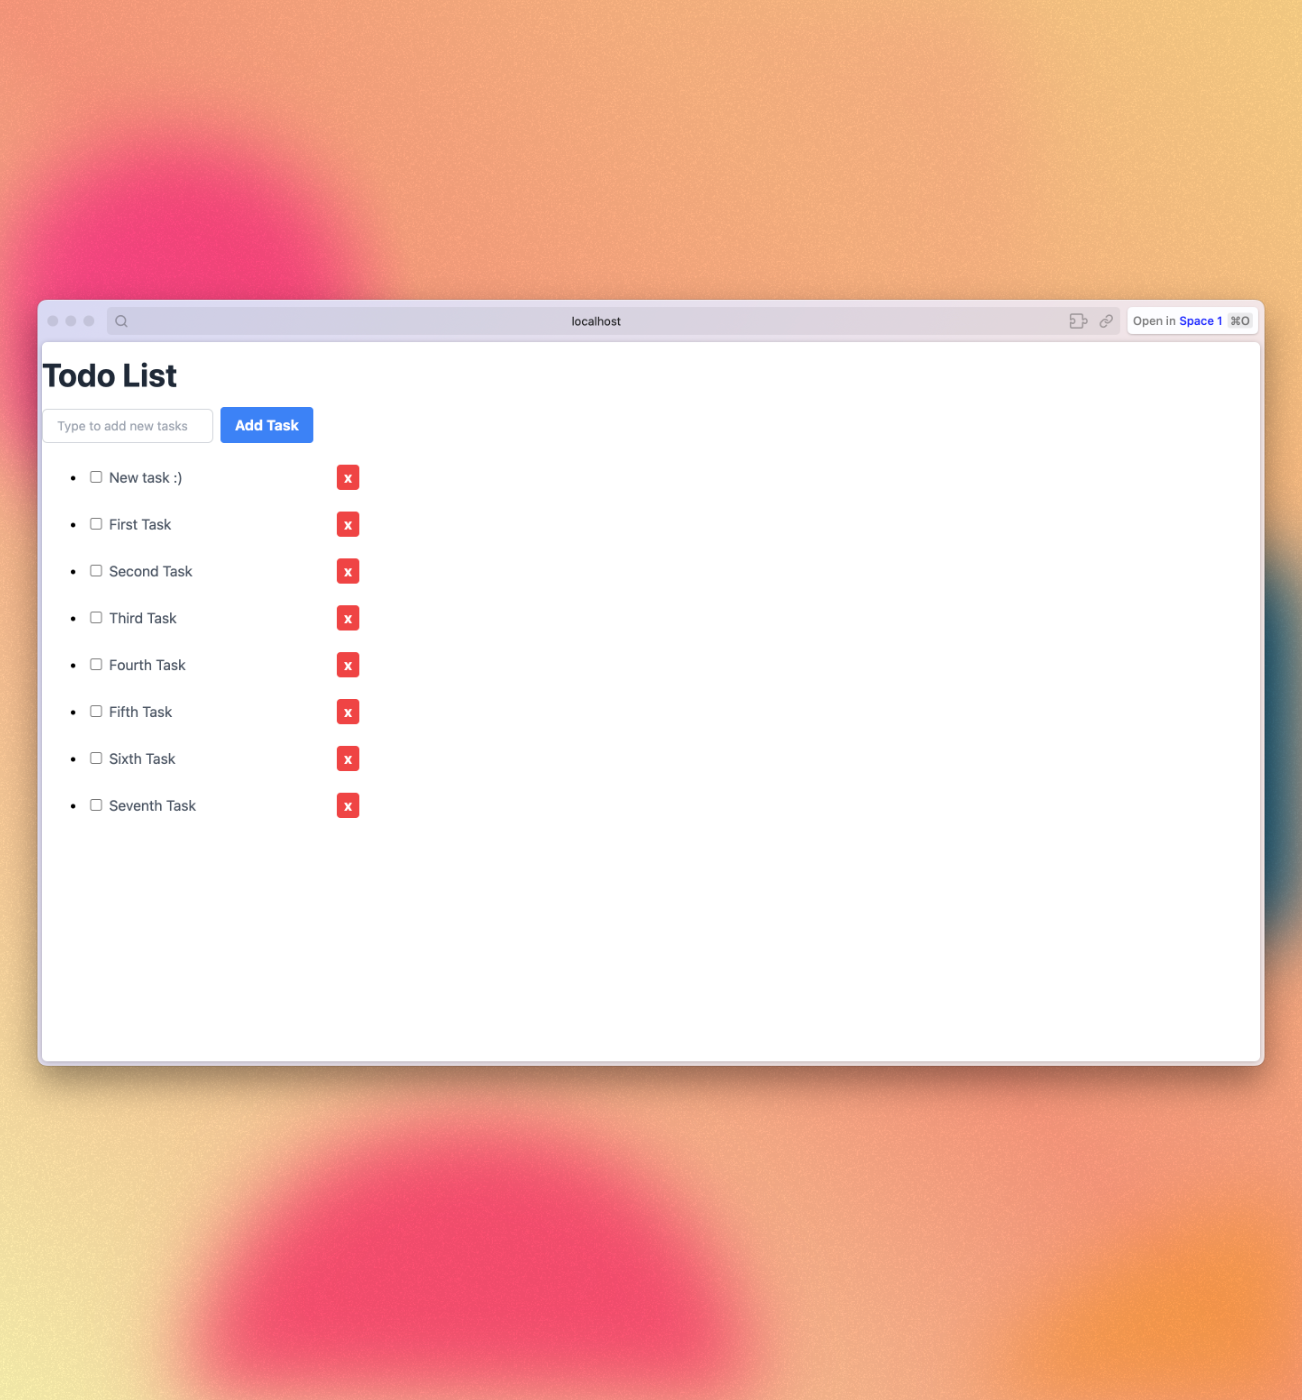 localhost
Open in Space 1 ⌘O
Todo List
Type to add new tasks
Add Task
New task :)
x
First Task
x
Second Task
x
Third Task
x
Fourth Task
x
Fifth Task
x
Sixth Task
x
Seventh Task
x